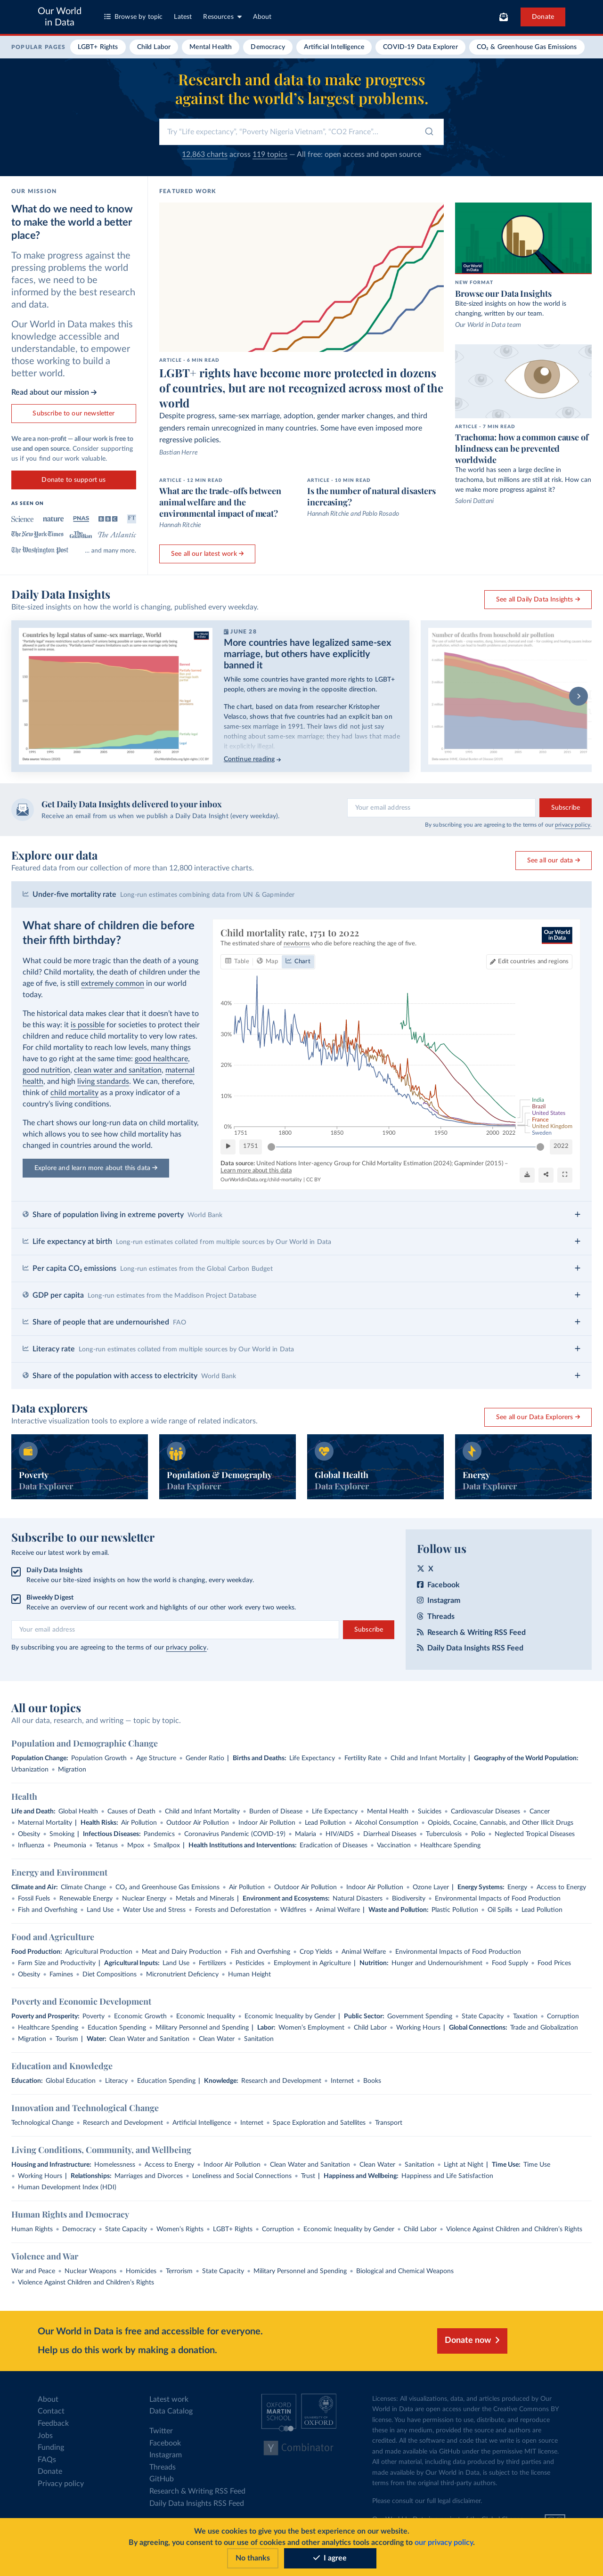 Our World
in Data
Browse by topic
Latest
Resources
About
Donate
POPULAR PAGES
LGBT+ Rights
Child Labor
Mental Health
Democracy
Artificial Intelligence
COVID-19 Data Explorer
CO₂ & Greenhouse Gas Emissions
Research and data to make progress
against the world's largest problems.
Try "Life expectancy", "Poverty Nigeria Vietnam", "CO2 France"...
12,863 charts across 119 topics — All free: open access and open source
OUR MISSION
What do we need to know
to make the world a better
place?
To make progress against the
pressing problems the world
faces, we need to be
informed by the best research
and data.
Our World in Data makes this
knowledge accessible and
understandable, to empower
those working to build a
better world.
Read about our mission →
Subscribe to our newsletter
We are a non-profit — all our work is free to
use and open source. Consider supporting
us if you find our work valuable.
Donate to support us
AS SEEN ON
Science
nature
PNAS
BBC
FT
The New York Times
The Guardian
The Atlantic
The Washington Post
... and many more.
FEATURED WORK
ARTICLE - 6 MIN READ
LGBT+ rights have become more protected in dozens
of countries, but are not recognized across most of the
world
Despite progress, same-sex marriage, adoption, gender marker changes, and third
genders remain unrecognized in many countries. Some have even imposed more
regressive policies.
Bastian Herre
ARTICLE - 12 MIN READ
What are the trade-offs between
animal welfare and the
environmental impact of meat?
Hannah Ritchie
ARTICLE - 10 MIN READ
Is the number of natural disasters
increasing?
Hannah Ritchie and Pablo Rosado
See all our latest work →
Our World
in Data
NEW FORMAT
Browse our Data Insights
Bite-sized insights on how the world is
changing, written by our team.
Our World in Data team
ARTICLE - 7 MIN READ
Trachoma: how a common cause of
blindness can be prevented
worldwide
The world has seen a large decline in
trachoma, but millions are still at risk. How can
we make more progress against it?
Saloni Dattani
Daily Data Insights
Bite-sized insights on how the world is changing, published every weekday.
See all Daily Data Insights →
Countries by legal status of same-sex marriage, World
JUNE 28
More countries have legalized same-sex
marriage, but others have explicitly
banned it
While some countries have granted more rights to LGBT+
people, others are moving in the opposite direction.
The chart, based on data from researcher Kristopher
Velasco, shows that five countries had an explicit ban on
same-sex marriage in 1991. Their laws did not just say
nothing about same-sex marriage; they had laws that made
it explicitly illegal.
Continue reading →
Number of deaths from household air pollution
Get Daily Data Insights delivered to your inbox
Receive an email from us when we publish a Daily Data Insight (every weekday).
Your email address
Subscribe
By subscribing you are agreeing to the terms of our privacy policy.
Explore our data
Featured data from our collection of more than 12,800 interactive charts.
See all our data →
Under-five mortality rate Long-run estimates combining data from UN & Gapminder
What share of children die before
their fifth birthday?
What could be more tragic than the death of a young
child? Child mortality, the death of children under the
age of five, is still extremely common in our world
today.
The historical data makes clear that it doesn't have to
be this way: it is possible for societies to protect their
children and reduce child mortality to very low rates.
For child mortality to reach low levels, many things
have to go right at the same time: good healthcare,
good nutrition, clean water and sanitation, maternal
health, and high living standards. We can, therefore,
think of child mortality as a proxy indicator of a
country's living conditions.
The chart shows our long-run data on child mortality,
which allows you to see how child mortality has
changed in countries around the world.
Explore and learn more about this data →
Child mortality rate, 1751 to 2022
The estimated share of newborns who die before reaching the age of five.
Our World
in Data
Table
Map
Chart
Edit countries and regions
40%
30%
20%
10%
0%
1751
1800
1850
1900
1950
2000
2022
India
Brazil
United States
France
United Kingdom
Sweden
1751
2022
Data source: United Nations Inter-agency Group for Child Mortality Estimation (2024); Gapminder (2015) –
Learn more about this data
OurWorldInData.org/child-mortality | CC BY
Share of population living in extreme poverty World Bank
Life expectancy at birth Long-run estimates collated from multiple sources by Our World in Data
Per capita CO₂ emissions Long-run estimates from the Global Carbon Budget
GDP per capita Long-run estimates from the Maddison Project Database
Share of people that are undernourished FAO
Literacy rate Long-run estimates collated from multiple sources by Our World in Data
Share of the population with access to electricity World Bank
Data explorers
Interactive visualization tools to explore a wide range of related indicators.
See all our Data Explorers →
Poverty
Data Explorer
Population & Demography
Data Explorer
Global Health
Data Explorer
Energy
Data Explorer
Subscribe to our newsletter
Receive our latest work by email.
Daily Data Insights
Receive our bite-sized insights on how the world is changing, every weekday.
Biweekly Digest
Receive an overview of our recent work and highlights of our other work every two weeks.
Your email address
Subscribe
By subscribing you are agreeing to the terms of our privacy policy.
Follow us
X
Facebook
Instagram
Threads
Research & Writing RSS Feed
Daily Data Insights RSS Feed
All our topics
All our data, research, and writing — topic by topic.
Population and Demographic Change
Population Change: Population Growth • Age Structure • Gender Ratio | Births and Deaths: Life Expectancy • Fertility Rate • Child and Infant Mortality | Geography of the World Population:
Urbanization • Migration
Health
Life and Death: Global Health • Causes of Death • Child and Infant Mortality • Burden of Disease • Life Expectancy • Mental Health • Suicides • Cardiovascular Diseases • Cancer
• Maternal Mortality | Health Risks: Air Pollution • Outdoor Air Pollution • Indoor Air Pollution • Lead Pollution • Alcohol Consumption • Opioids, Cocaine, Cannabis, and Other Illicit Drugs
• Obesity • Smoking | Infectious Diseases: Pandemics • Coronavirus Pandemic (COVID-19) • Malaria • HIV/AIDS • Diarrheal Diseases • Tuberculosis • Polio • Neglected Tropical Diseases
• Influenza • Pneumonia • Tetanus • Mpox • Smallpox | Health Institutions and Interventions: Eradication of Diseases • Vaccination • Healthcare Spending
Energy and Environment
Climate and Air: Climate Change • CO₂ and Greenhouse Gas Emissions • Air Pollution • Outdoor Air Pollution • Indoor Air Pollution • Ozone Layer | Energy Systems: Energy • Access to Energy
• Fossil Fuels • Renewable Energy • Nuclear Energy • Metals and Minerals | Environment and Ecosystems: Natural Disasters • Biodiversity • Environmental Impacts of Food Production
• Fish and Overfishing • Land Use • Water Use and Stress • Forests and Deforestation • Wildfires • Animal Welfare | Waste and Pollution: Plastic Pollution • Oil Spills • Lead Pollution
Food and Agriculture
Food Production: Agricultural Production • Meat and Dairy Production • Fish and Overfishing • Crop Yields • Animal Welfare • Environmental Impacts of Food Production
• Farm Size and Productivity | Agricultural Inputs: Land Use • Fertilizers • Pesticides • Employment in Agriculture | Nutrition: Hunger and Undernourishment • Food Supply • Food Prices
• Obesity • Famines • Diet Compositions • Micronutrient Deficiency • Human Height
Poverty and Economic Development
Poverty and Prosperity: Poverty • Economic Growth • Economic Inequality • Economic Inequality by Gender | Public Sector: Government Spending • State Capacity • Taxation • Corruption
• Healthcare Spending • Education Spending • Military Personnel and Spending | Labor: Women's Employment • Child Labor • Working Hours | Global Connections: Trade and Globalization
• Migration • Tourism | Water: Clean Water and Sanitation • Clean Water • Sanitation
Education and Knowledge
Education: Global Education • Literacy • Education Spending | Knowledge: Research and Development • Internet • Books
Innovation and Technological Change
Technological Change • Research and Development • Artificial Intelligence • Internet • Space Exploration and Satellites • Transport
Living Conditions, Community, and Wellbeing
Housing and Infrastructure: Homelessness • Access to Energy • Indoor Air Pollution • Clean Water and Sanitation • Clean Water • Sanitation • Light at Night | Time Use: Time Use
• Working Hours | Relationships: Marriages and Divorces • Loneliness and Social Connections • Trust | Happiness and Wellbeing: Happiness and Life Satisfaction
• Human Development Index (HDI)
Human Rights and Democracy
Human Rights • Democracy • State Capacity • Women's Rights • LGBT+ Rights • Corruption • Economic Inequality by Gender • Child Labor • Violence Against Children and Children's Rights
Violence and War
War and Peace • Nuclear Weapons • Homicides • Terrorism • State Capacity • Military Personnel and Spending • Biological and Chemical Weapons
• Violence Against Children and Children's Rights
Our World in Data is free and accessible for everyone.
Help us do this work by making a donation.
Donate now
About
Contact
Feedback
Jobs
Funding
FAQs
Donate
Privacy policy
Latest work
Data Catalog
Twitter
Facebook
Instagram
Threads
GitHub
Research & Writing RSS Feed
Daily Data Insights RSS Feed
OXFORD
MARTIN
SCHOOL
UNIVERSITY OF
OXFORD
Y Combinator
Licenses: All visualizations, data, and articles produced by Our
World in Data are open access under the Creative Commons BY
license. You have permission to use, distribute, and reproduce
these in any medium, provided the source and authors are
credited. All the software and code that we write is open source
and made available via GitHub under the permissive MIT license.
All other material, including data produced by third parties and
made available by Our World in Data, is subject to the license
terms from the original third-party authors.
Please consult our full legal disclaimer.
We use cookies to give you the best experience on our website.
By agreeing, you consent to our use of cookies and other analytics tools according to our privacy policy.
No thanks
I agree